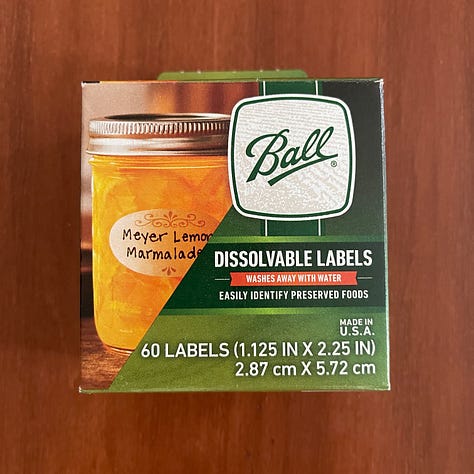 Ball®
Meyer Lemon
Marmalade
DISSOLVABLE LABELS
WASHES AWAY WITH WATER
EASILY IDENTIFY PRESERVED FOODS
MADE IN
U.S.A.
60 LABELS (1.125 IN X 2.25 IN)
2.87 cm X 5.72 cm